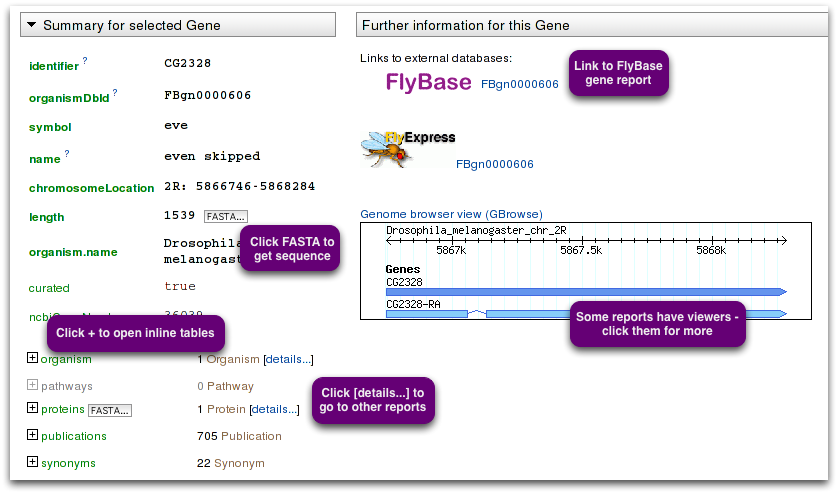 Summary for selected Gene
Further information for this Gene
identifier ? CG2328
organismDbId ? FBgn0000606
symbol eve
name ? even skipped
chromosomeLocation 2R: 5866746-5868284
length 1539 FASTA...
organism.name Drosophila
melanogaster
curated true
Click FASTA to
get sequence
Click + to open inline tables
organism 1 Organism [details...]
pathways 0 Pathway
proteins FASTA... 1 Protein [details...]
publications 705 Publication
synonyms 22 Synonym
Click [details...] to
go to other reports
Links to external databases:
FlyBase FBgn0000606
Link to FlyBase
gene report
FlyExpress
FBgn0000606
Genome browser view (GBrowse)
Drosophila_melanogaster_chr_2R
5867k 5867.5k 5868k
Genes
CG2328
CG2328-RA
Some reports have viewers -
click them for more